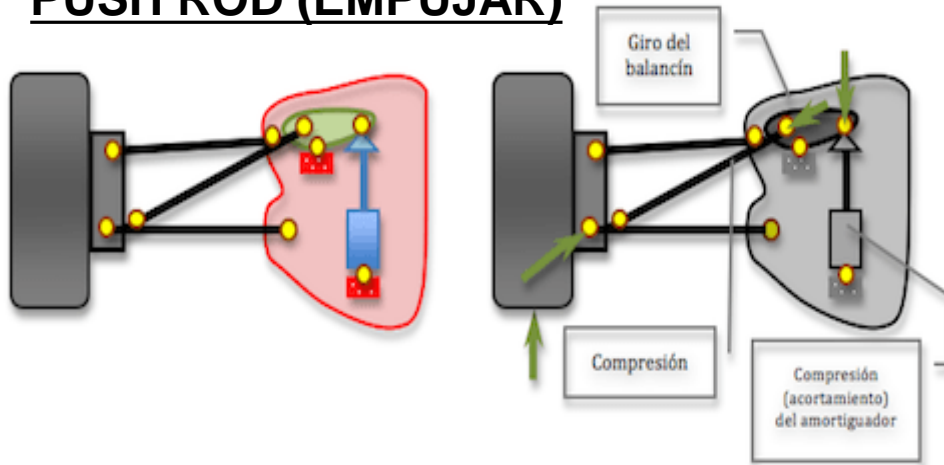 PUSH ROD (EMPUJAR)
Giro del
balancín
Compresión
Compresión
(acortamiento)
del amortiguador